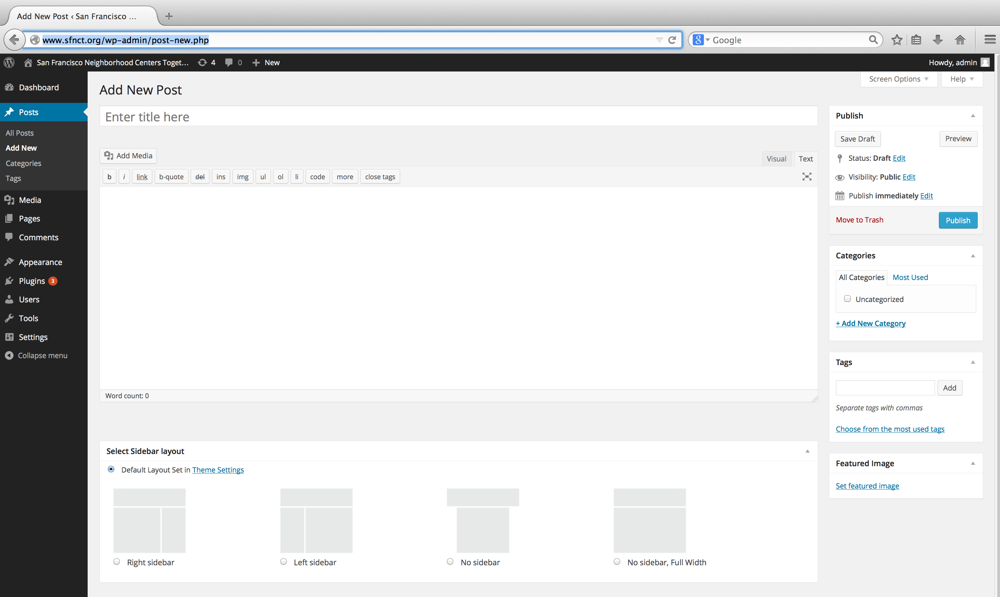 Add New Post ‹ San Francisco ...
www.sfnct.org/wp-admin/post-new.php
Google
San Francisco Neighborhood Centers Toget... 4 0 New
Howdy, admin
Screen Options Help
Dashboard
Posts
All Posts
Add New
Categories
Tags
Media
Pages
Comments
Appearance
Plugins 3
Users
Tools
Settings
Collapse menu
Add New Post
Enter title here
Add Media
Visual Text
b i link b-quote del ins img ul ol li code more close tags
Word count: 0
Select Sidebar layout
Default Layout Set in Theme Settings
Right sidebar Left sidebar No sidebar No sidebar, Full Width
Publish
Save Draft Preview
Status: Draft Edit
Visibility: Public Edit
Publish immediately Edit
Move to Trash Publish
Categories
All Categories Most Used
Uncategorized
+ Add New Category
Tags
Add
Separate tags with commas
Choose from the most used tags
Featured Image
Set featured image